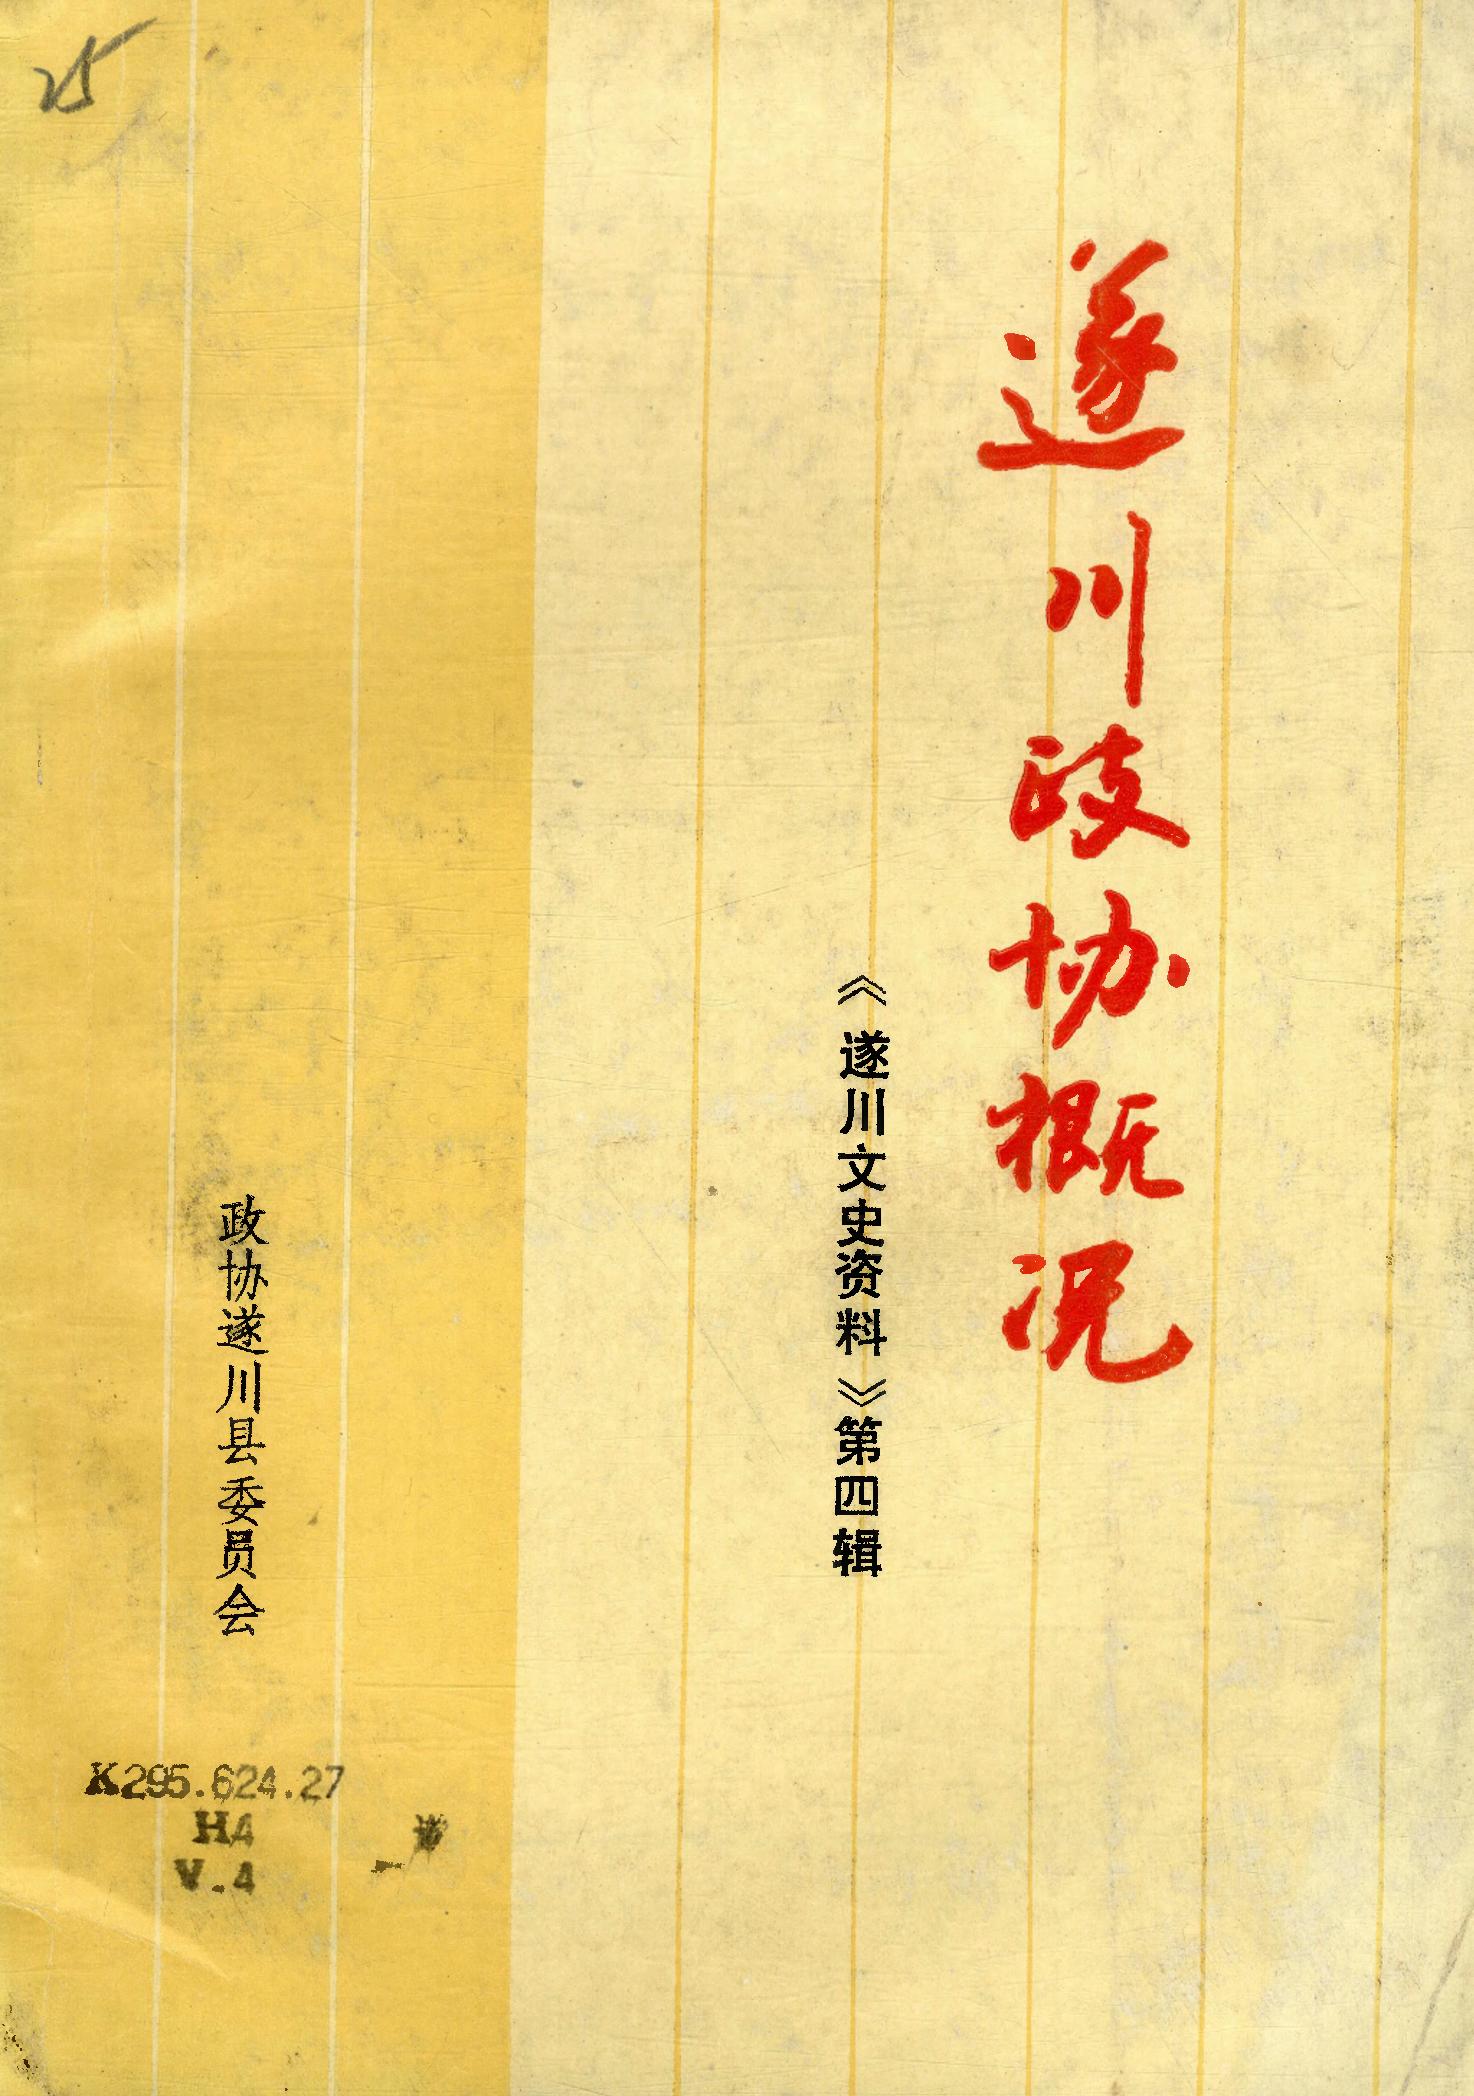 25
遂川政协概况
《遂川文史资料》第四辑
政协遂川县委员会
K295.624.27
H4
V.4